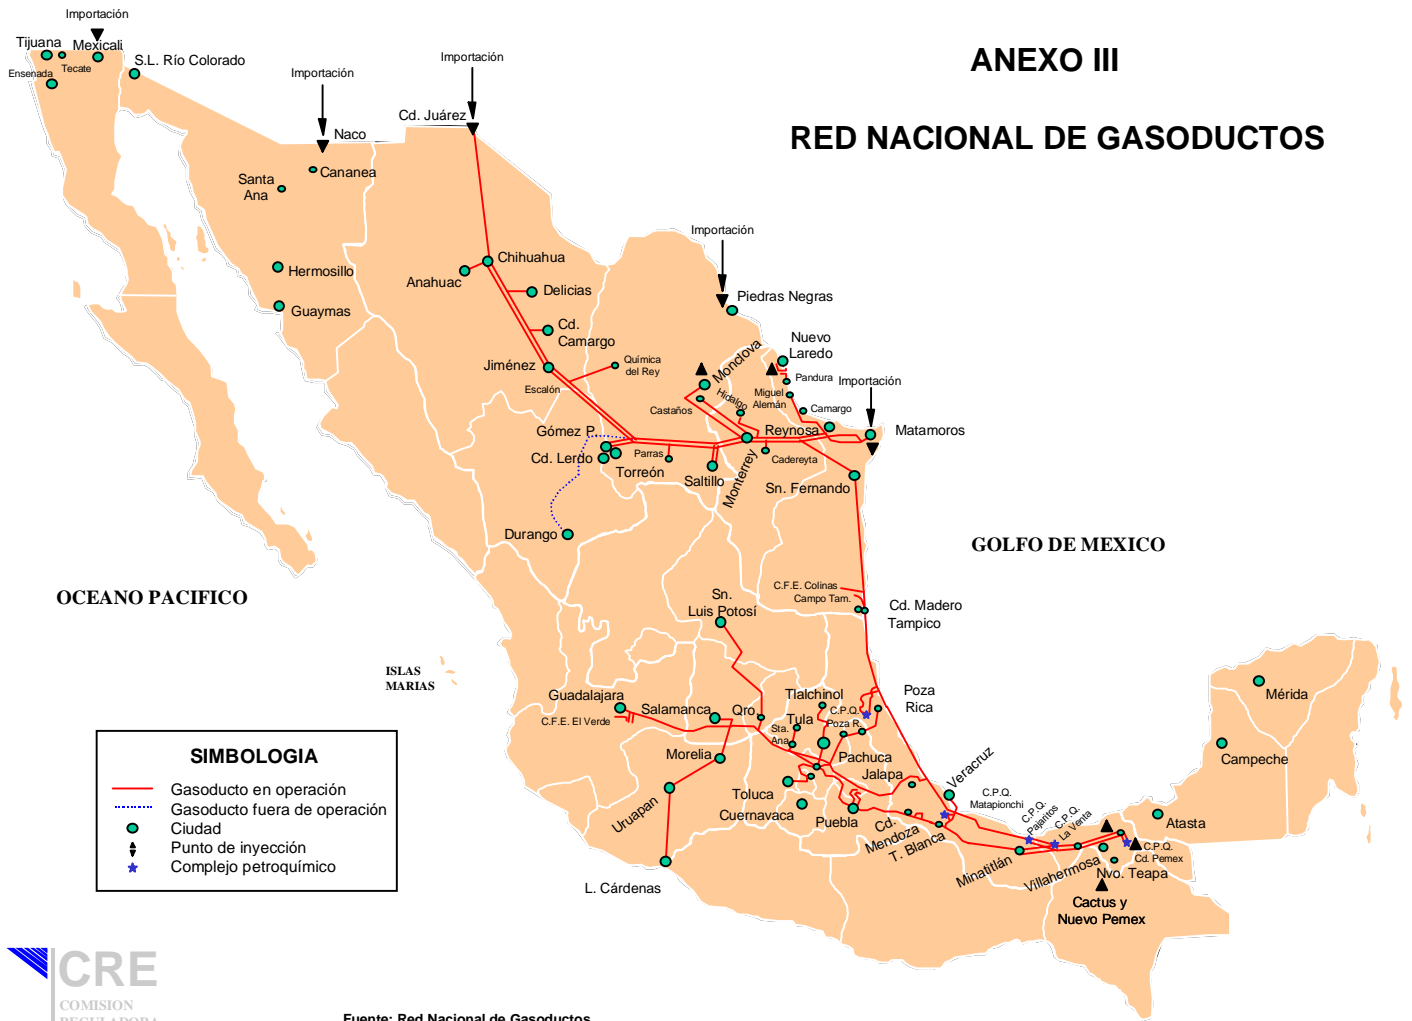 ANEXO III
RED NACIONAL DE GASODUCTOS
Importación
Tijuana
Mexicali
Tecate
Ensenada
S.L. Río Colorado
Importación
Naco
Cananea
Santa
Ana
Hermosillo
Guaymas
Importación
Cd. Juárez
Chihuahua
Anahuac
Delicias
Cd.
Camargo
Jiménez
Escalón
Química
del Rey
Importación
Piedras Negras
Nuevo
Laredo
Pandura
Monclova
Hidalgo
Castaños
Miguel
Alemán
Camargo
Importación
Matamoros
Reynosa
Gómez P.
Cd. Lerdo
Torreón
Parras
Saltillo
Monterrey
Cadereyta
Sn. Fernando
Durango
GOLFO DE MEXICO
OCEANO PACIFICO
C.F.E. Colinas
Campo Tam.
Cd. Madero
Tampico
Sn.
Luis Potosí
ISLAS
MARIAS
Guadalajara
C.F.E. El Verde
Salamanca
Qro
Tlalchinol
C.P.Q.
Poza R.
Poza
Rica
Tula
Sta.
Ana
Morelia
Pachuca
Jalapa
Veracruz
Toluca
Cuernavaca
Puebla
Uruapan
L. Cárdenas
Cd.
Mendoza
T. Blanca
C.P.Q.
Matapionchi
C.P.Q.
Pajaritos
C.P.Q.
La Venta
Minatitlán
Villahermosa
Nvo. Teapa
C.P.Q.
Cd. Pemex
Cactus y
Nuevo Pemex
Atasta
Campeche
Mérida
SIMBOLOGIA
Gasoducto en operación
Gasoducto fuera de operación
Ciudad
Punto de inyección
Complejo petroquímico
CRE
COMISION
REGULADORA
Fuente: Red Nacional de Gasoductos